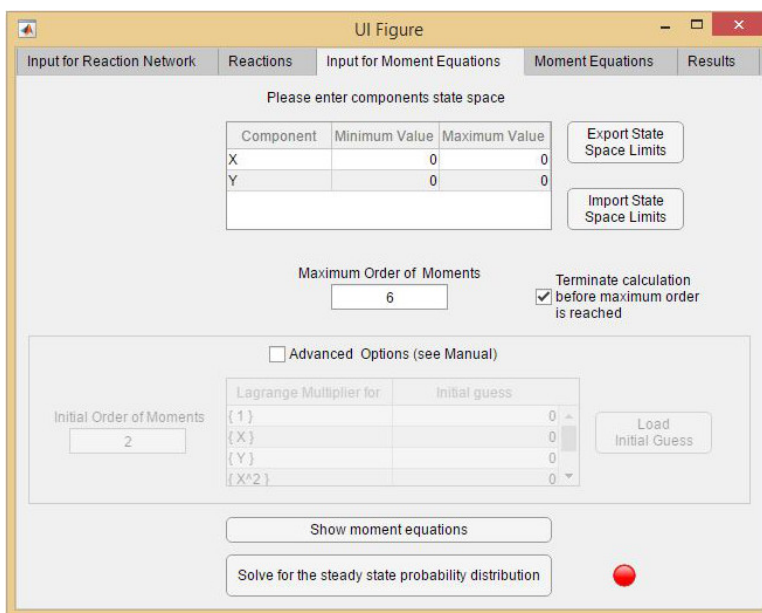 UI Figure
Input for Reaction Network Reactions Input for Moment Equations Moment Equations Results
Please enter components state space
Component Minimum Value Maximum Value
X 0 0
Y 0 0
Export State
Space Limits
Import State
Space Limits
Maximum Order of Moments
6
Terminate calculation
before maximum order
is reached
Advanced Options (see Manual)
Initial Order of Moments
2
Lagrange Multiplier for Initial guess
{ 1 } 0
{ X } 0
{ Y } 0
{ X^2 } 0
Load
Initial Guess
Show moment equations
Solve for the steady state probability distribution